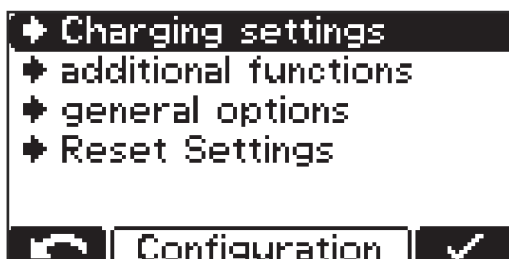 Charging settings
additional functions
general options
Reset Settings
Configuration